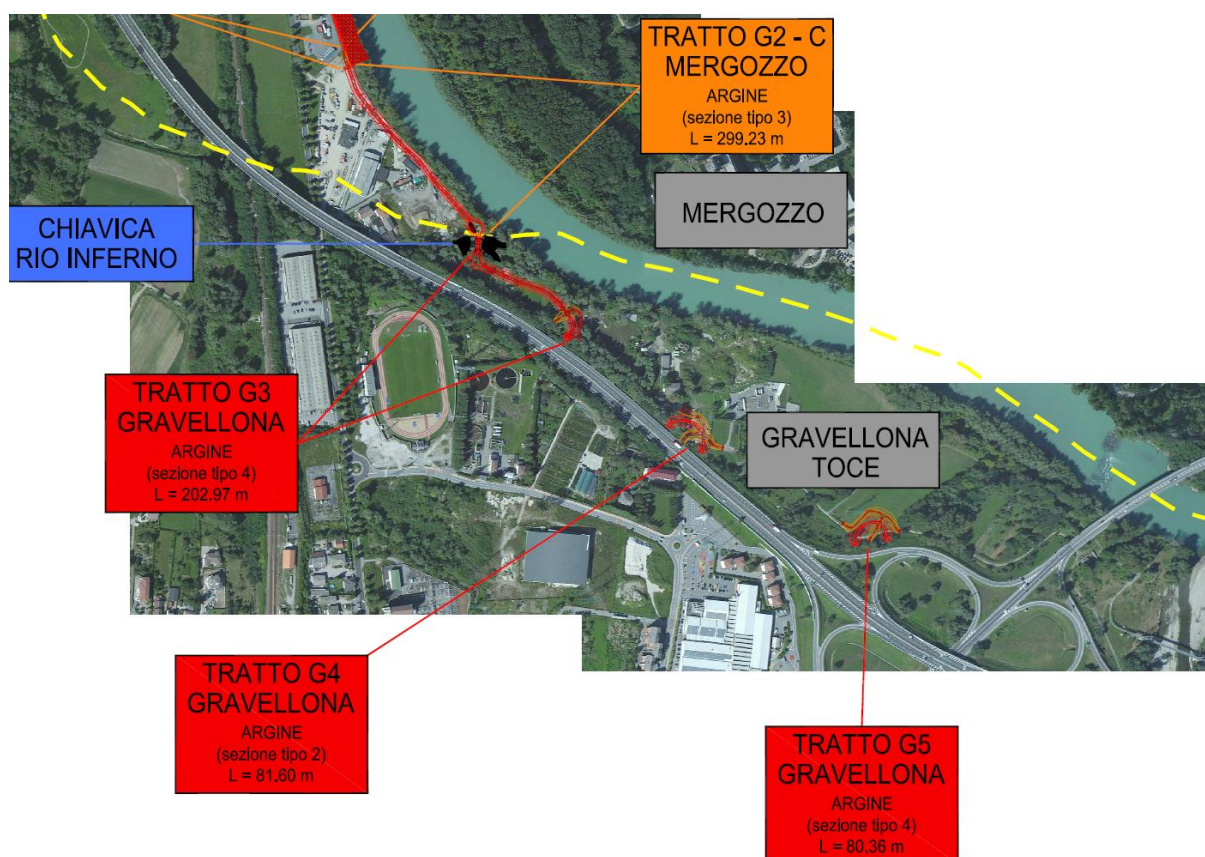 TRATTO G2 - C
MERGOZZO
ARGINE
(sezione tipo 3)
L = 299.23 m
MERGOZZO
CHIAVICA
RIO INFERNO
TRATTO G3
GRAVELLONA
ARGINE
(sezione tipo 4)
L = 202.97 m
GRAVELLONA
TOCE
TRATTO G4
GRAVELLONA
ARGINE
(sezione tipo 2)
L = 81.60 m
TRATTO G5
GRAVELLONA
ARGINE
(sezione tipo 4)
L = 80.36 m